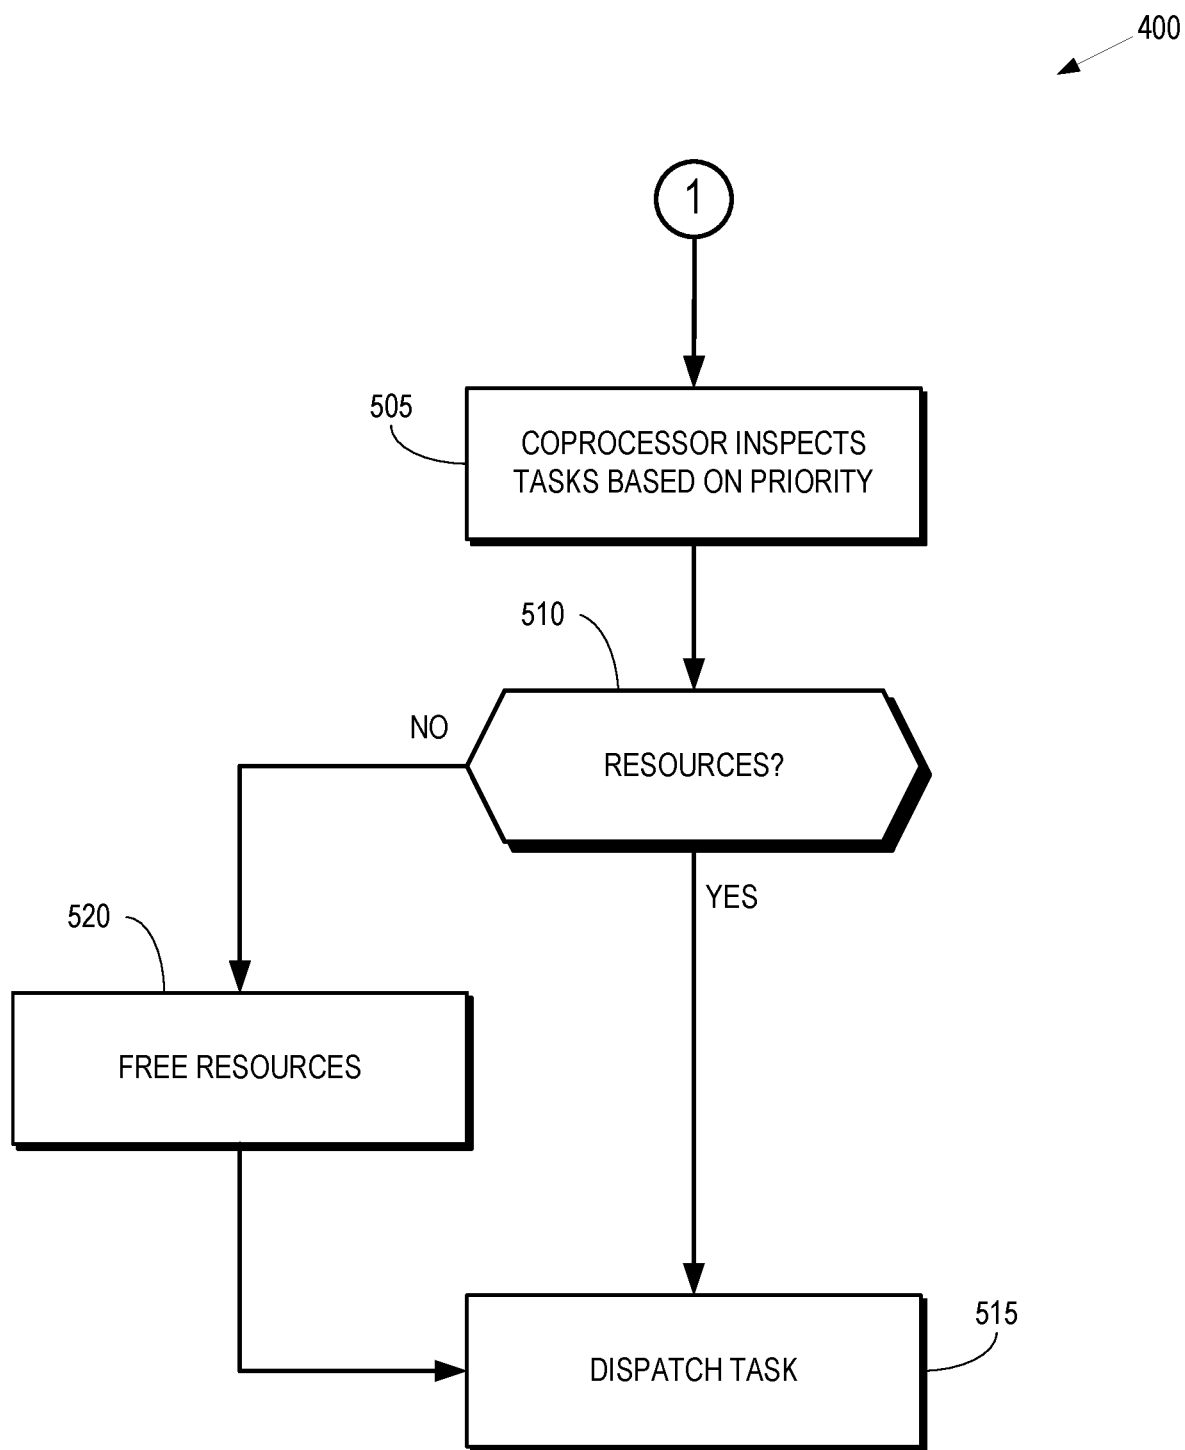 400
1
505
COPROCESSOR INSPECTS
TASKS BASED ON PRIORITY
510
NO
RESOURCES?
YES
520
FREE RESOURCES
515
DISPATCH TASK